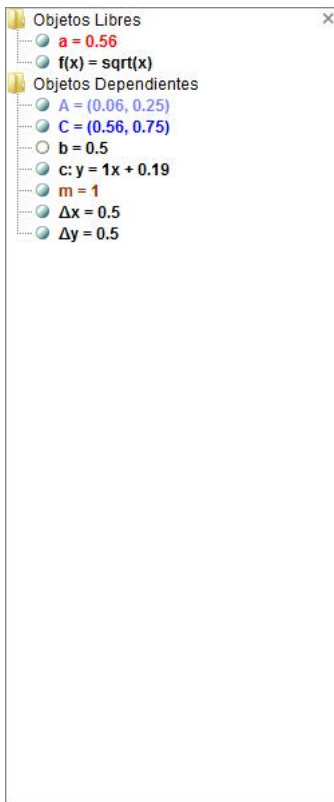 Objetos Libres
a = 0.56
f(x) = sqrt(x)
Objetos Dependientes
A = (0.06, 0.25)
C = (0.56, 0.75)
b = 0.5
c: y = 1x + 0.19
m = 1
Δx = 0.5
Δy = 0.5